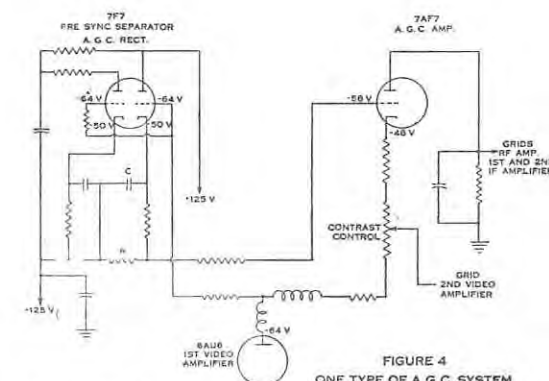 7F7
PRE SYNC SEPARATOR
A.G.C. RECT.
7AF7
A.G.C. AMP.
-64 V
-64 V
-50 V
-50 V
C
-125 V
R
-125 V
-64 V
6AU6
1ST VIDEO
AMPLIFIER
-56 V
-48 V
GRIDS
RF AMP.
1ST AND 2ND
IF AMPLIFIER
CONTRAST
CONTROL
GRID
2ND VIDEO
AMPLIFIER
FIGURE 4
ONE TYPE OF A.G.C. SYSTEM